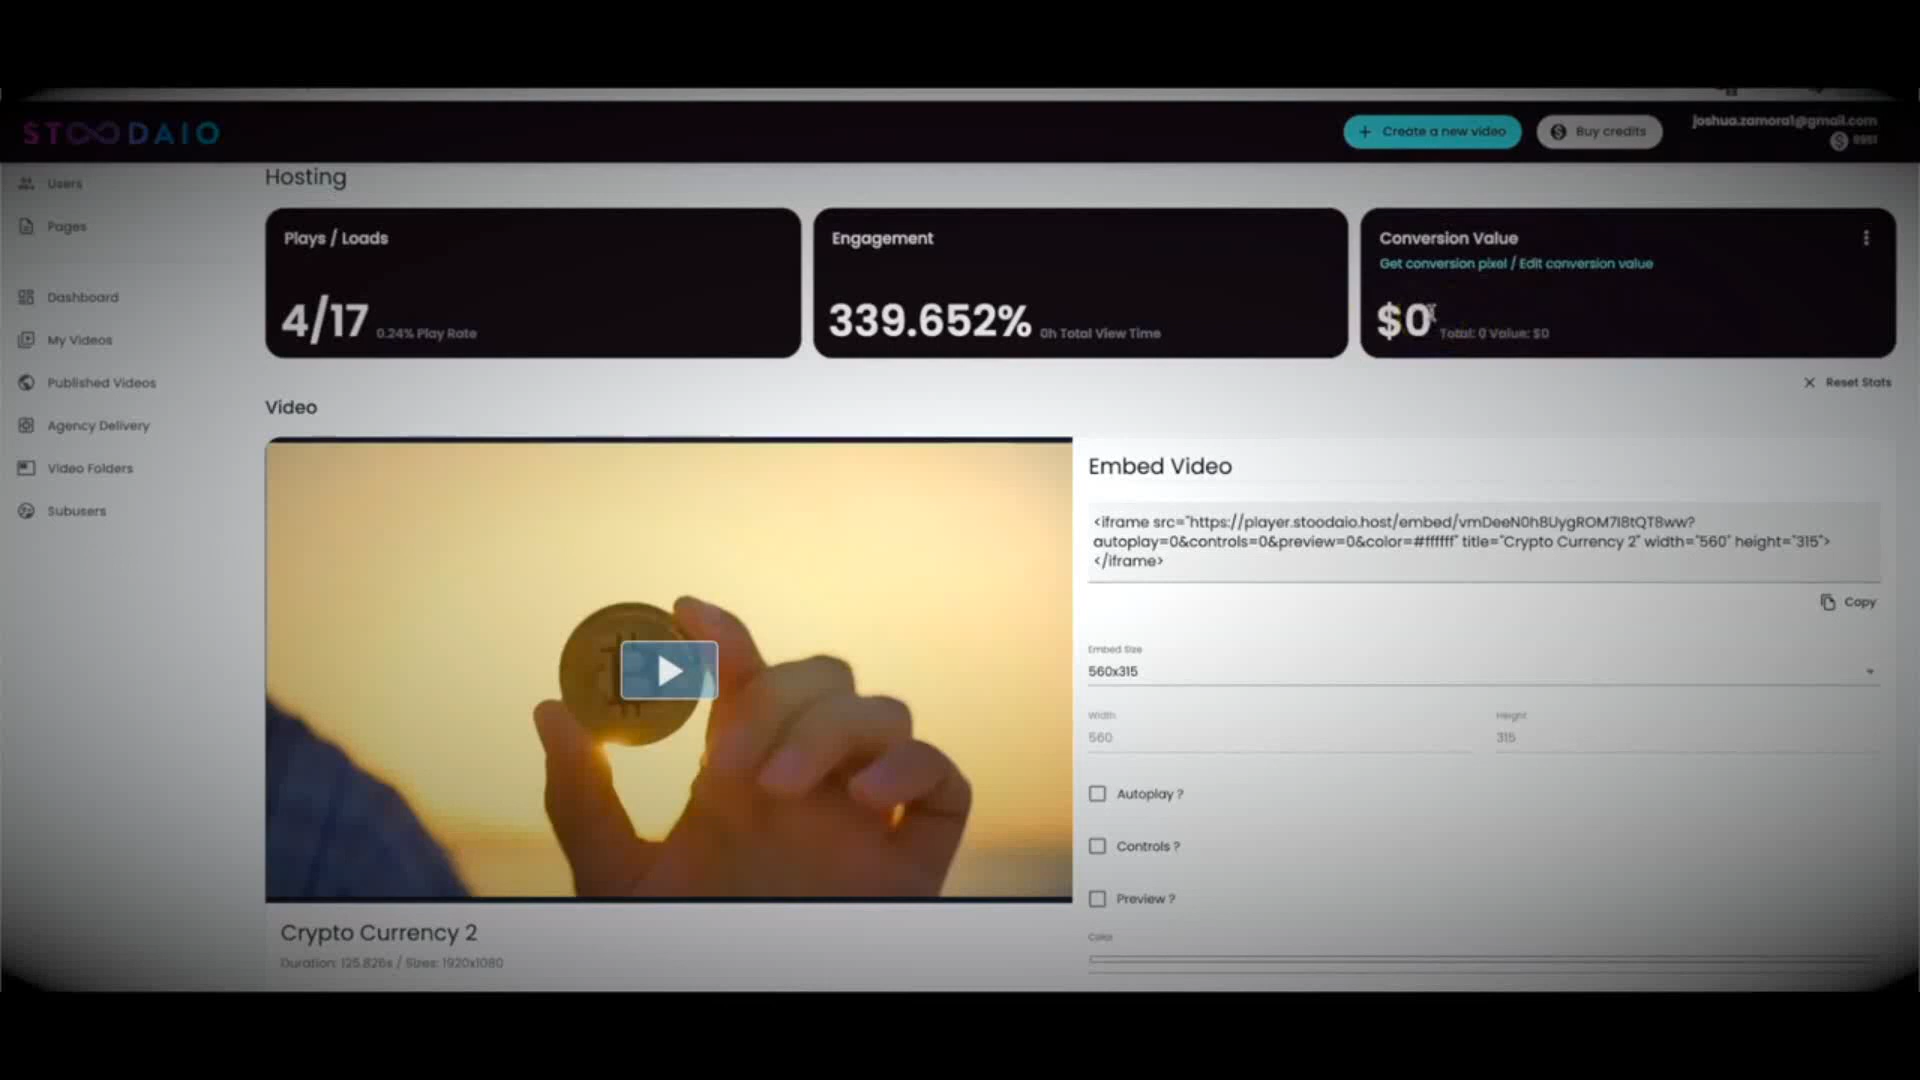 STOODAIO
+ Create a new video
Buy credits
joshua.zamora1@gmail.com
8951
Users
Pages
Dashboard
My Videos
Published Videos
Agency Delivery
Video Folders
Subusers
Hosting
Plays / Loads
4/17 0.24% Play Rate
Engagement
339.652% 0h Total View Time
Conversion Value
Get conversion pixel / Edit conversion value
$0 Total: 0 Value: $0
Reset Stats
Video
Crypto Currency 2
Duration: 125.826s / Sizes: 1920x1080
Embed Video
<iframe src="https://player.stoodaio.host/embed/vmDeeN0hBUygROM7I8tQT8ww?
autoplay=0&controls=0&preview=0&color=#ffffff" title="Crypto Currency 2" width="560" height="315">
</iframe>
Copy
Embed Size
560x315
Width
560
Height
315
Autoplay ?
Controls ?
Preview ?
Color